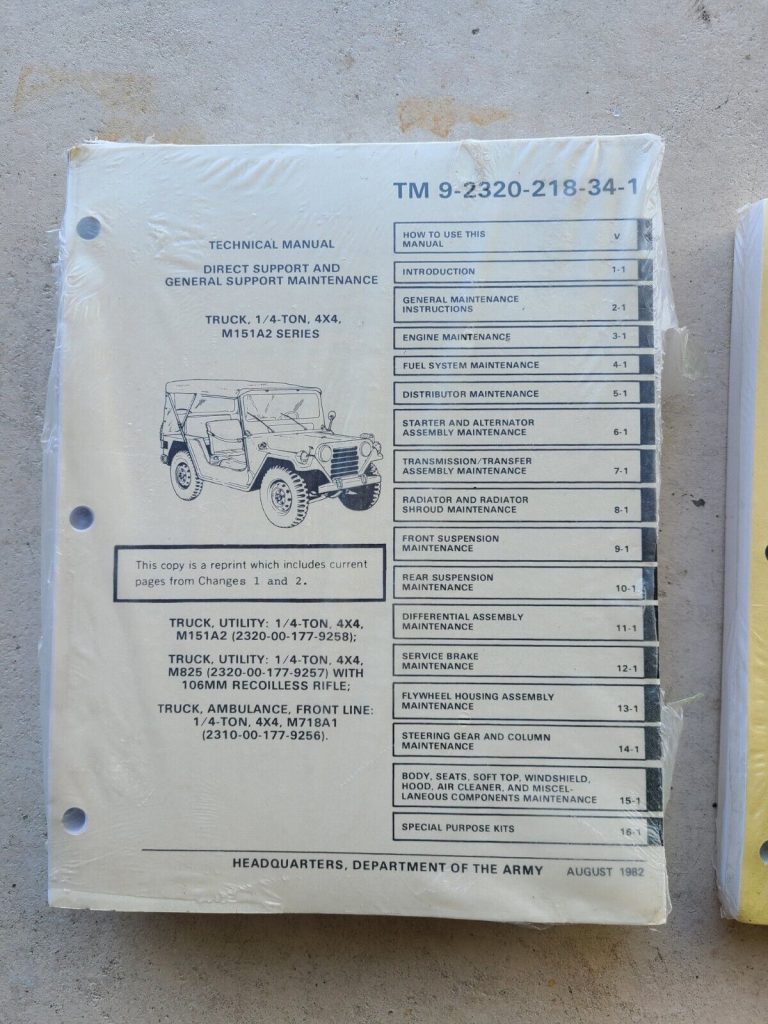 TM 9-2320-218-34-1
TECHNICAL MANUAL
DIRECT SUPPORT AND
GENERAL SUPPORT MAINTENANCE
TRUCK, 1/4-TON, 4X4,
M151A2 SERIES
This copy is a reprint which includes current
pages from Changes 1 and 2.
TRUCK, UTILITY: 1/4-TON, 4X4,
M151A2 (2320-00-177-9258);
TRUCK, UTILITY: 1/4-TON, 4X4,
M825 (2320-00-177-9257) WITH
106MM RECOILLESS RIFLE;
TRUCK, AMBULANCE, FRONT LINE:
1/4-TON, 4X4, M718A1
(2310-00-177-9256).
HOW TO USE THIS
MANUAL V
INTRODUCTION 1-1
GENERAL MAINTENANCE
INSTRUCTIONS 2-1
ENGINE MAINTENANCE 3-1
FUEL SYSTEM MAINTENANCE 4-1
DISTRIBUTOR MAINTENANCE 5-1
STARTER AND ALTERNATOR
ASSEMBLY MAINTENANCE 6-1
TRANSMISSION/TRANSFER
ASSEMBLY MAINTENANCE 7-1
RADIATOR AND RADIATOR
SHROUD MAINTENANCE 8-1
FRONT SUSPENSION
MAINTENANCE 9-1
REAR SUSPENSION
MAINTENANCE 10-1
DIFFERENTIAL ASSEMBLY
MAINTENANCE 11-1
SERVICE BRAKE
MAINTENANCE 12-1
FLYWHEEL HOUSING ASSEMBLY
MAINTENANCE 13-1
STEERING GEAR AND COLUMN
MAINTENANCE 14-1
BODY, SEATS, SOFT TOP, WINDSHIELD,
HOOD, AIR CLEANER, AND MISCEL-
LANEOUS COMPONENTS MAINTENANCE 15-1
SPECIAL PURPOSE KITS 16-1
HEADQUARTERS, DEPARTMENT OF THE ARMY AUGUST 1982